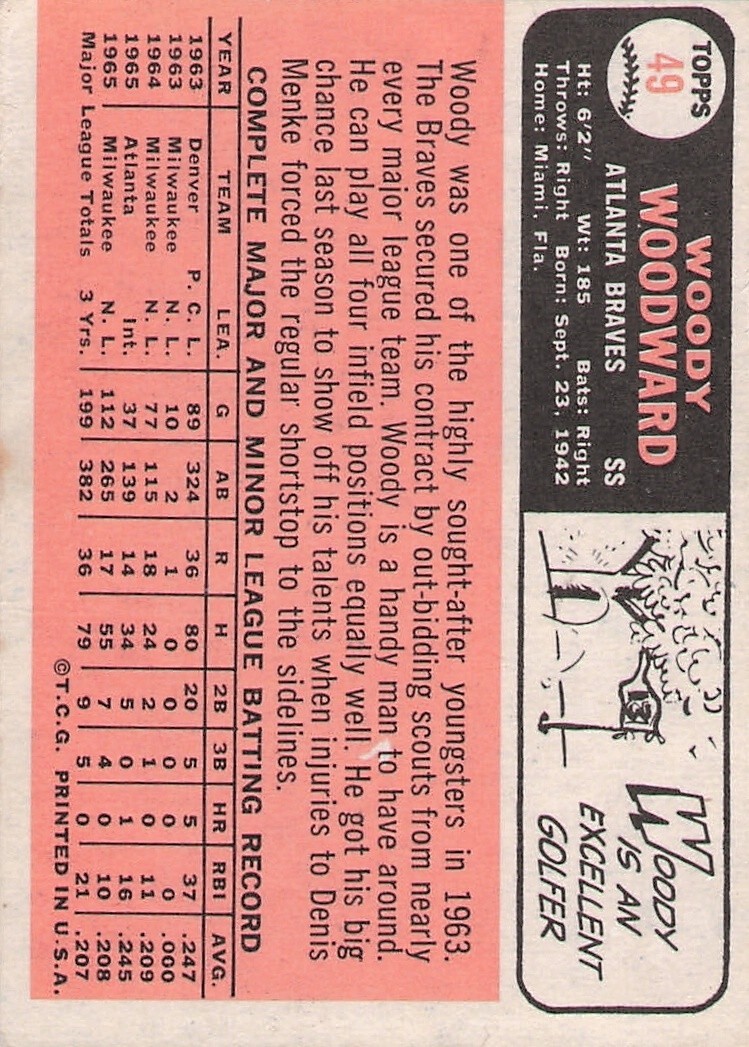 TOPPS
49
WOODY
WOODWARD
ATLANTA BRAVES SS
Ht: 6'2" Wt: 185 Bats: Right
Throws: Right Born: Sept. 23, 1942
Home: Miami, Fla.
13
WOODY
IS AN
EXCELLENT
GOLFER
Woody was one of the highly sought-after youngsters in 1963.
The Braves secured his contract by out-bidding scouts from nearly
every major league team. Woody is a handy man to have around.
He can play all four infield positions equally well. He got his big
chance last season to show off his talents when injuries to Denis
Menke forced the regular shortstop to the sidelines.
COMPLETE MAJOR AND MINOR LEAGUE BATTING RECORD
YEAR TEAM LEA. G AB R H 2B 3B HR RBI AVG.
1963 Denver P. C. L. 89 324 36 80 20 5 5 37 .247
1963 Milwaukee N. L. 10 2 1 0 0 0 0 0 .000
1964 Milwaukee N. L. 77 115 18 24 2 1 0 11 .209
1965 Atlanta Int. 37 139 14 34 5 0 1 16 .245
1965 Milwaukee N. L. 112 265 17 55 7 4 0 10 .208
Major League Totals 3 Yrs. 199 382 36 79 9 5 0 21 .207
©T.C.G. PRINTED IN U.S.A.